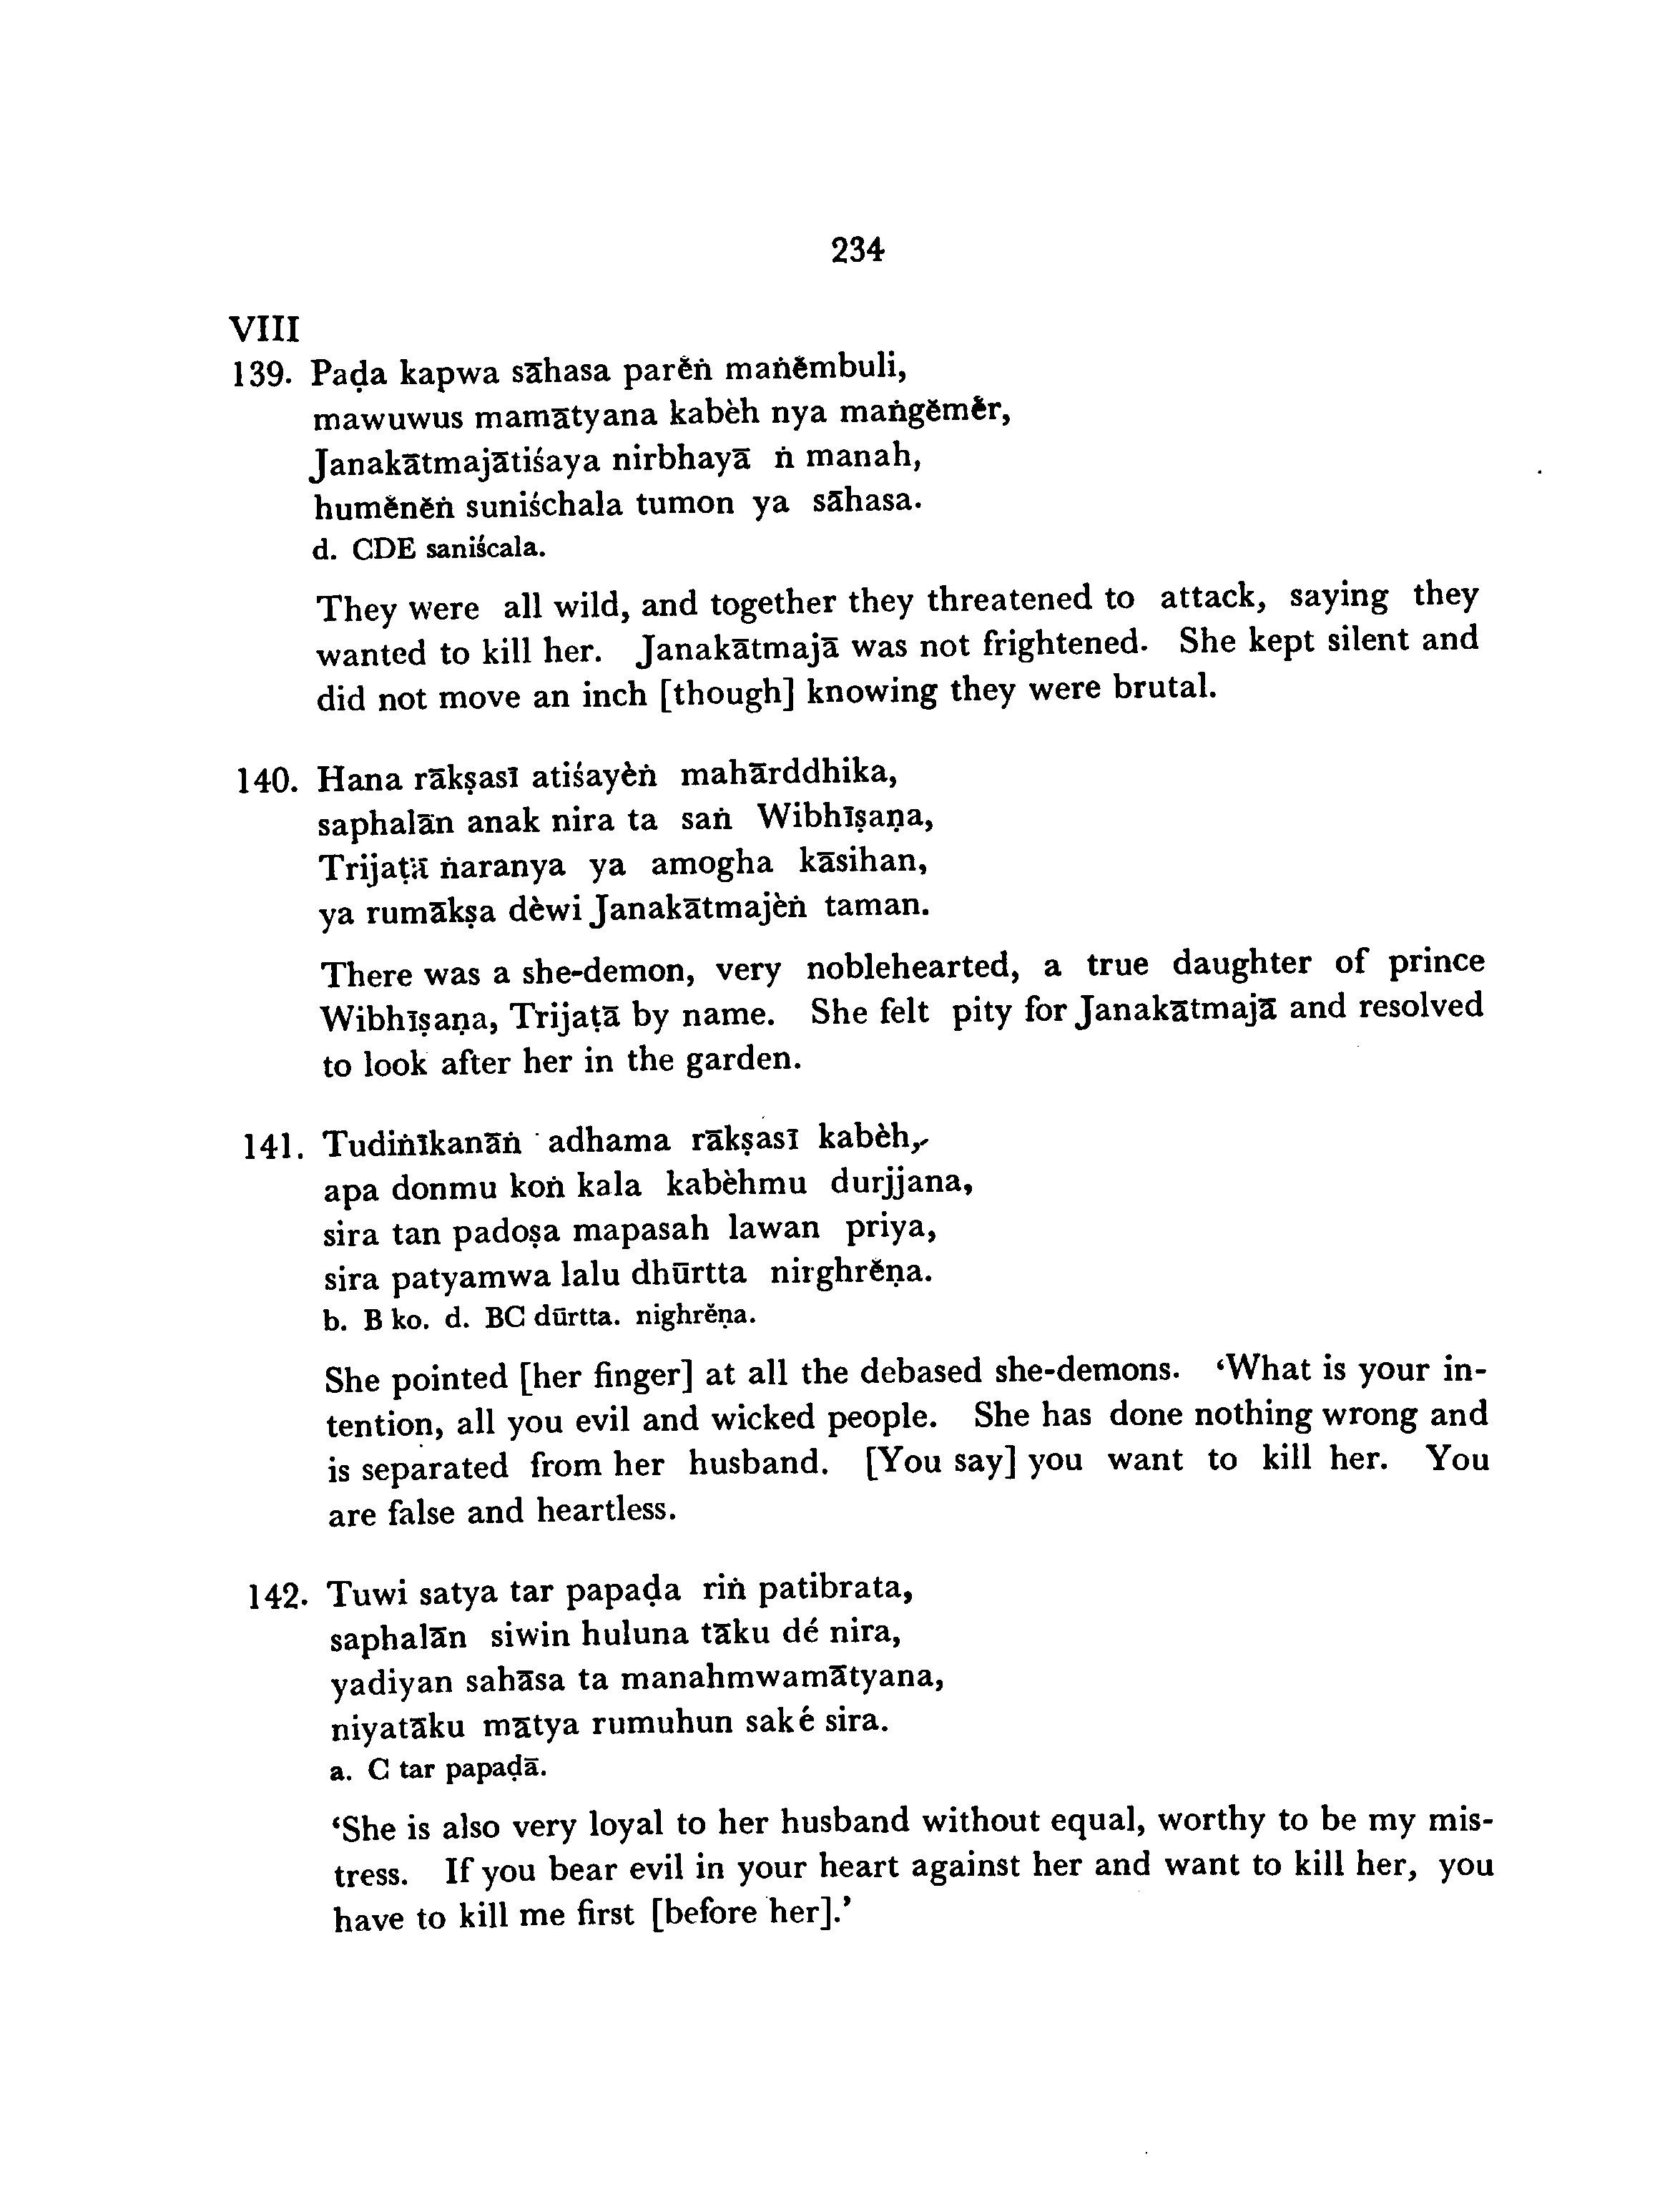 234
VIII
139. Paḍa kapwa sāhasa parĕṅ maṅĕmbuli,
mawuwus mamātyana kabèh nya maṅgĕmĕr,
Janakātmajātiśaya nirbhayā ṅ manah,
humĕnĕṅ suniśchala tumon ya sāhasa.
d. CDE saniścala.
They were all wild, and together they threatened to attack, saying they
wanted to kill her. Janakātmajā was not frightened. She kept silent and
did not move an inch [though] knowing they were brutal.
140. Hana rākṣasī atiśayèṅ mahārddhika,
saphalān anak nira ta saṅ Wibhīṣaṇa,
Trijaṭā ṅaranya ya amogha kāsihan,
ya rumākṣa dèwi Janakātmajèṅ taman.
There was a she-demon, very noblehearted, a true daughter of prince
Wibhīṣaṇa, Trijaṭā by name. She felt pity for Janakātmajā and resolved
to look after her in the garden.
141. Tudiṅīkanāṅ adhama rākṣasī kabèh,
apa donmu koṅ kala kabèhmu durjjana,
sira tan padoṣa mapasah lawan priya,
sira patyamwa lalu dhūrtta nirghrĕṇa.
b. B ko. d. BC dūrtta. nighrĕṇa.
She pointed [her finger] at all the debased she-demons. ‘What is your in-
tention, all you evil and wicked people. She has done nothing wrong and
is separated from her husband. [You say] you want to kill her. You
are false and heartless.
142. Tuwi satya tar papaḍa riṅ patibrata,
saphalān siwin huluna tāku dé nira,
yadiyan sahāsa ta manahmwamātyana,
niyatāku mātya rumuhun saké sira.
a. C tar papaḍā.
‘She is also very loyal to her husband without equal, worthy to be my mis-
tress. If you bear evil in your heart against her and want to kill her, you
have to kill me first [before her].’